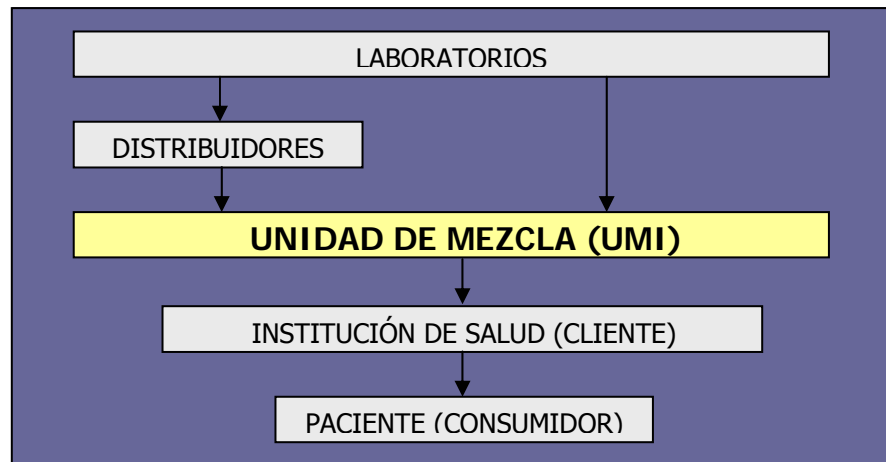 LABORATORIOS
DISTRIBUIDORES
UNIDAD DE MEZCLA (UMI)
INSTITUCIÓN DE SALUD (CLIENTE)
PACIENTE (CONSUMIDOR)